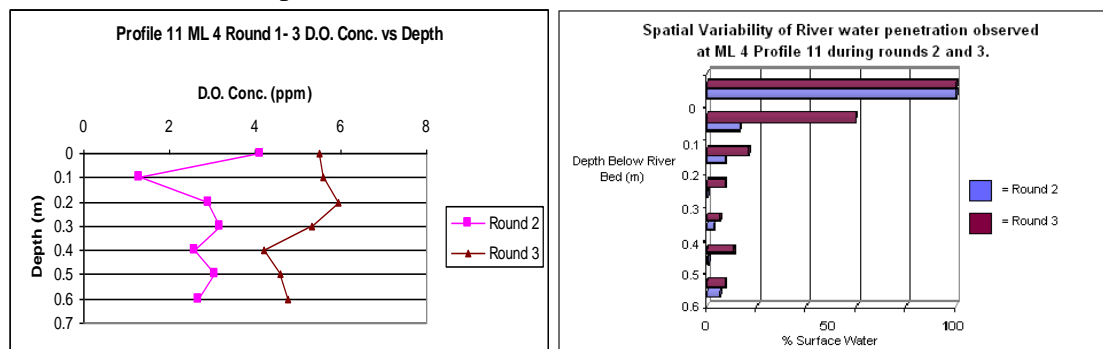 Profile 11 ML 4 Round 1- 3 D.O. Conc. vs Depth
D.O. Conc. (ppm)
0 2 4 6 8
Depth (m)
0
0.1
0.2
0.3
0.4
0.5
0.6
0.7
Round 2
Round 3
Spatial Variability of River water penetration observed
at ML 4 Profile 11 during rounds 2 and 3.
Depth Below River
Bed (m)
0
0.1
0.2
0.3
0.4
0.5
0.6
0 50 100
% Surface Water
= Round 2
= Round 3